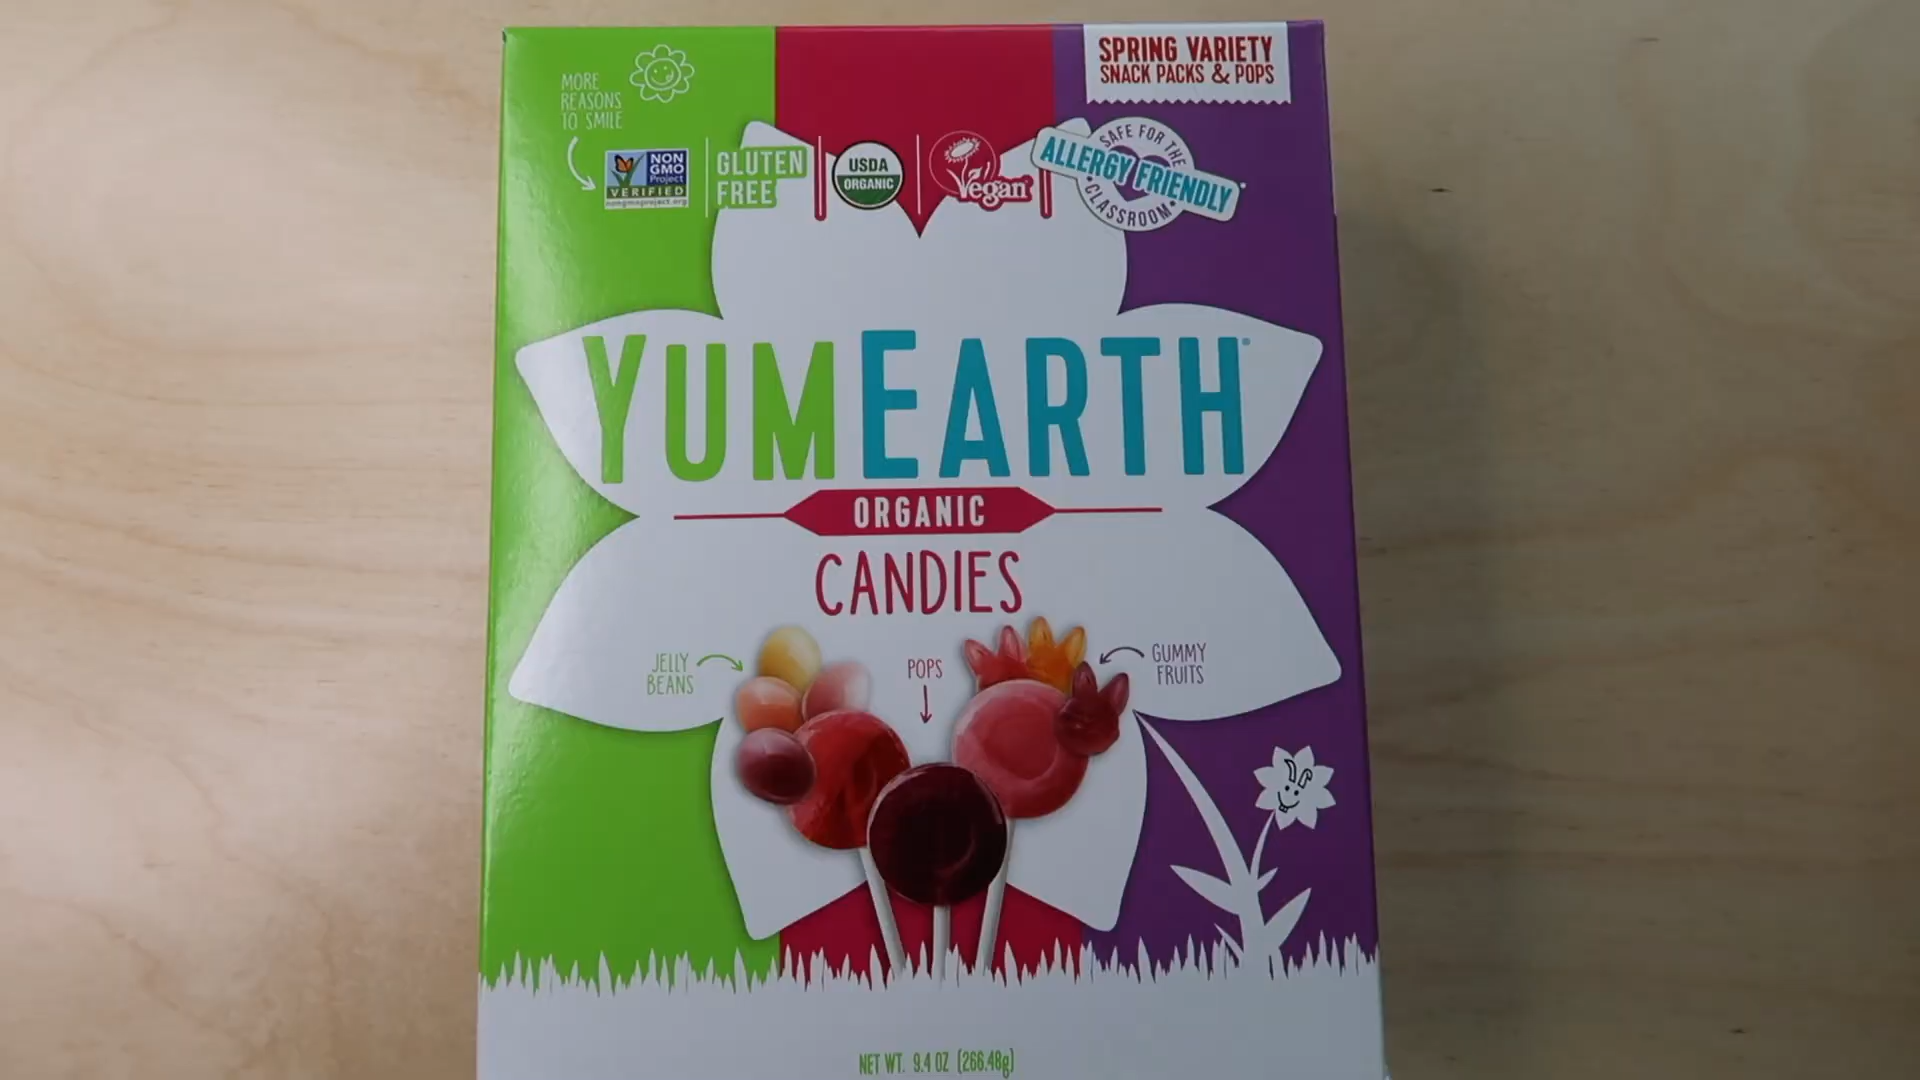 SPRING VARIETY
SNACK PACKS & POPS
MORE
REASONS
TO SMILE
NON
GMO
Project
VERIFIED
nongmoproject.org
GLUTEN
FREE
USDA
ORGANIC
Vegan
SAFE FOR THE
ALLERGY FRIENDLY
CLASSROOM
YUMEARTH®
ORGANIC
CANDIES
JELLY
BEANS
POPS
GUMMY
FRUITS
NET WT. 9.4 OZ (266.48g)